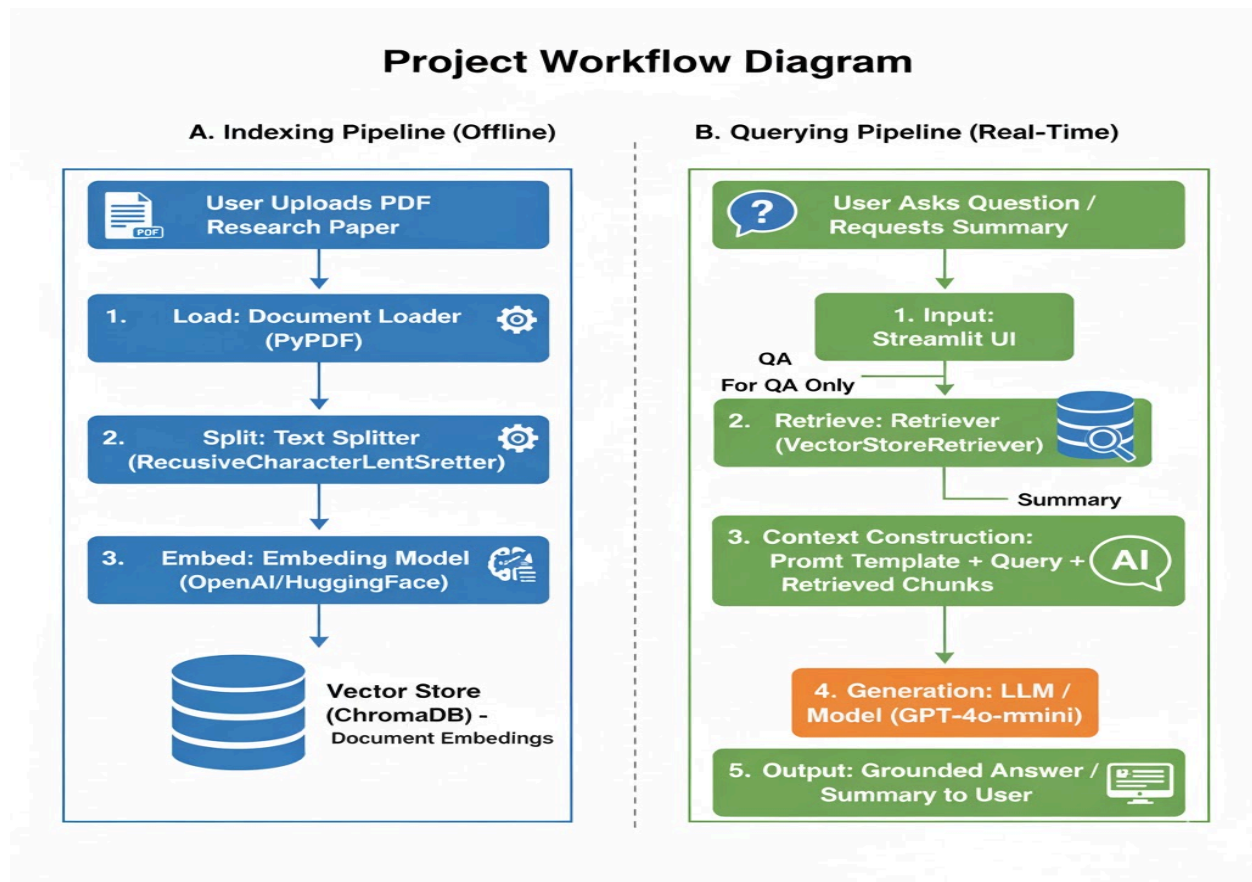 Project Workflow Diagram
A. Indexing Pipeline (Offline)
User Uploads PDF
Research Paper
PDF
1. Load: Document Loader
(PyPDF)
2. Split: Text Splitter
(RecusiveCharacterLentSretter)
3. Embed: Embeding Model
(OpenAI/HuggingFace)
Vector Store
(ChromaDB) -
Document Embedings
B. Querying Pipeline (Real-Time)
?
User Asks Question /
Requests Summary
1. Input:
Streamlit UI
QA
For QA Only
2. Retrieve: Retriever
(VectorStoreRetriever)
Summary
3. Context Construction:
Promt Template + Query +
Retrieved Chunks
AI
4. Generation: LLM /
Model (GPT-4o-mmini)
5. Output: Grounded Answer /
Summary to User